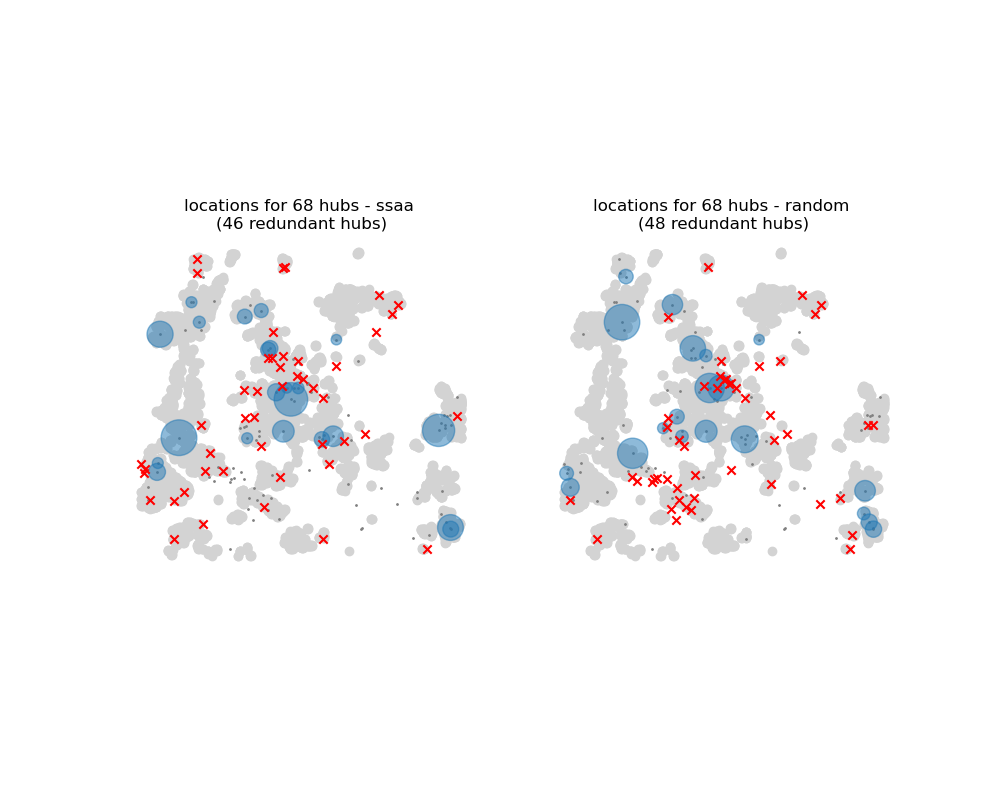 locations for 68 hubs - ssaa
(46 redundant hubs)
locations for 68 hubs - random
(48 redundant hubs)